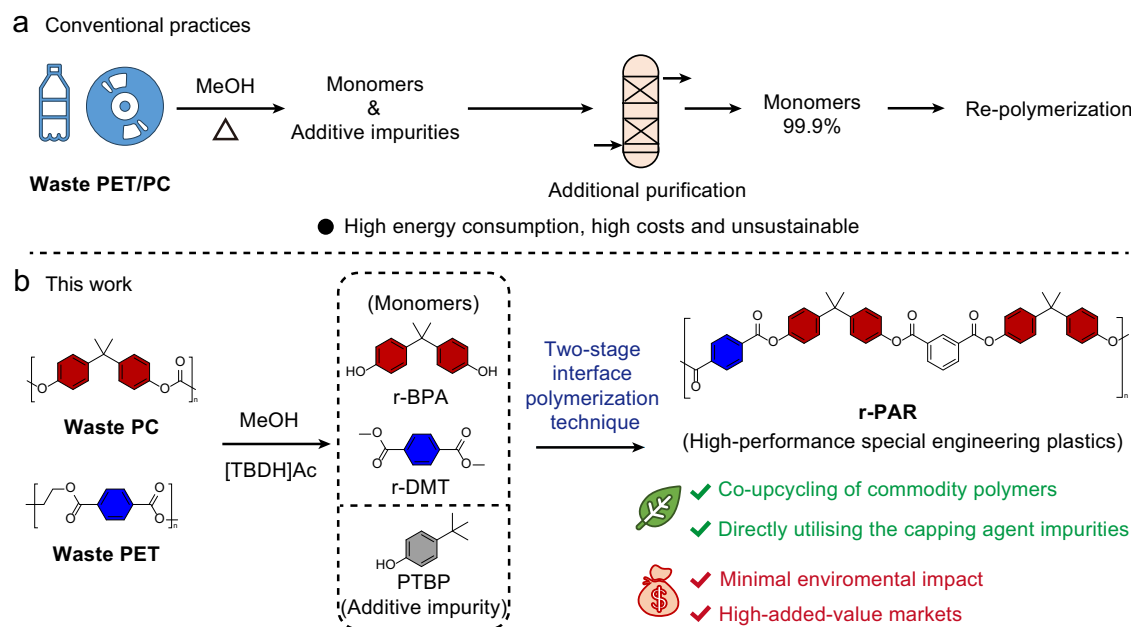 a Conventional practices
MeOH
Monomers
&
Additive impurities
Monomers
99.9%
Re-polymerization
Waste PET/PC
Additional purification
High energy consumption, high costs and unsustainable
b This work
(Monomers)
HO
OH
r-BPA
O
O
O
O
r-DMT
HO
PTBP
(Additive impurity)
O
O
O
n
Waste PC
O
O
O
O
n
Waste PET
MeOH
[TBDH]Ac
Two-stage
interface
polymerization
technique
O
O
O
O
O
O
O
O
n
r-PAR
(High-performance special engineering plastics)
Co-upcycling of commodity polymers
Directly utilising the capping agent impurities
$
Minimal enviromental impact
High-added-value markets